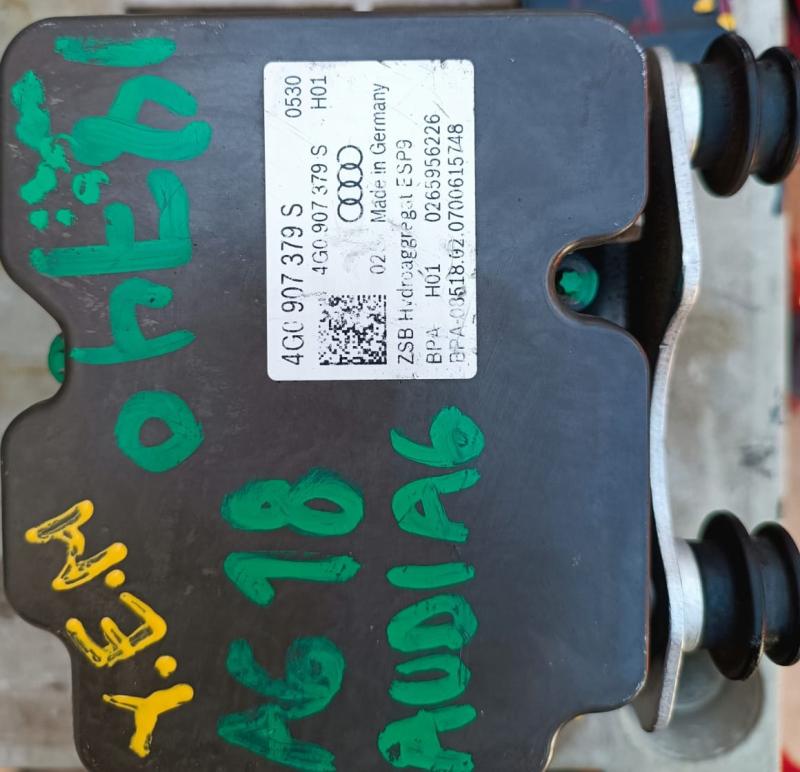 4G0 907 379 S 0530
4G0 907 379 S H01
Made in Germany
ZSB Hydroaggregat ESP9
BPA H01 0265956226
BPA-03518.02.0700615748
Y.E.M
A6 18
AUDI A6